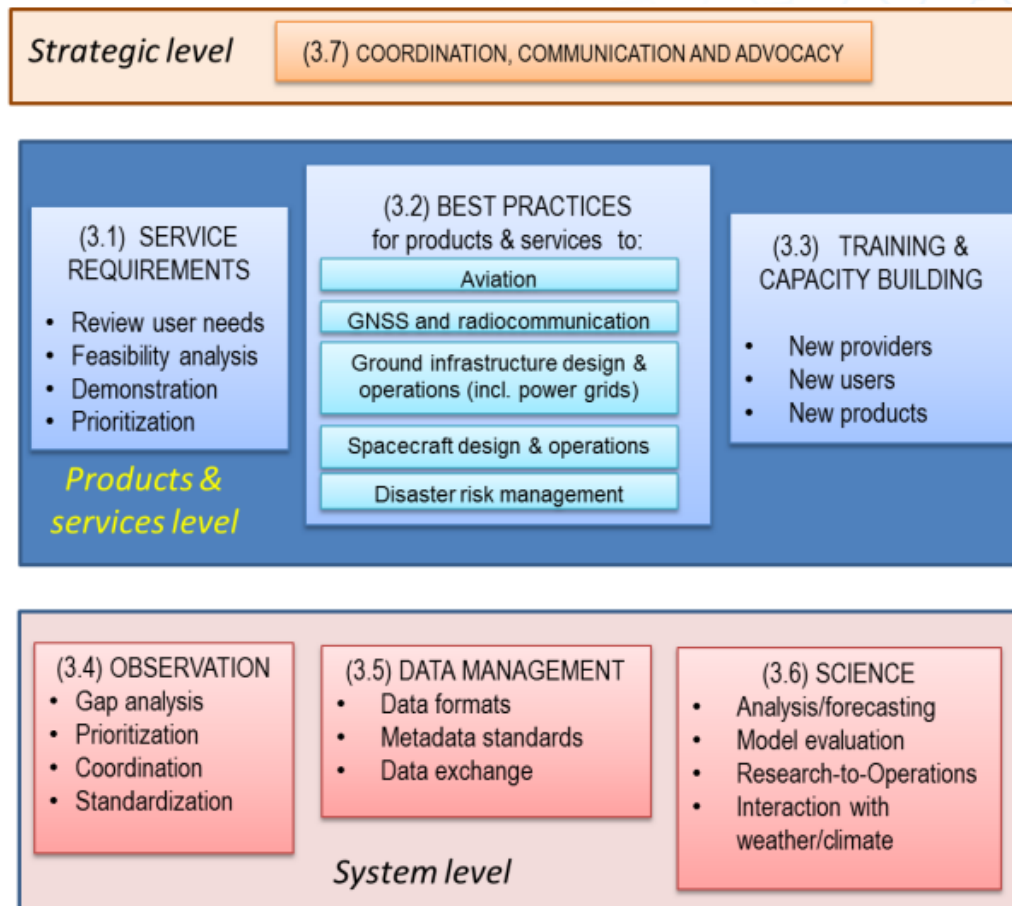 Strategic level
(3.7) COORDINATION, COMMUNICATION AND ADVOCACY
(3.1) SERVICE
REQUIREMENTS
• Review user needs
• Feasibility analysis
• Demonstration
• Prioritization
Products &
services level
(3.2) BEST PRACTICES
for products & services to:
Aviation
GNSS and radiocommunication
Ground infrastructure design &
operations (incl. power grids)
Spacecraft design & operations
Disaster risk management
(3.3) TRAINING &
CAPACITY BUILDING
• New providers
• New users
• New products
(3.4) OBSERVATION
• Gap analysis
• Prioritization
• Coordination
• Standardization
(3.5) DATA MANAGEMENT
• Data formats
• Metadata standards
• Data exchange
(3.6) SCIENCE
• Analysis/forecasting
• Model evaluation
• Research-to-Operations
• Interaction with
weather/climate
System level